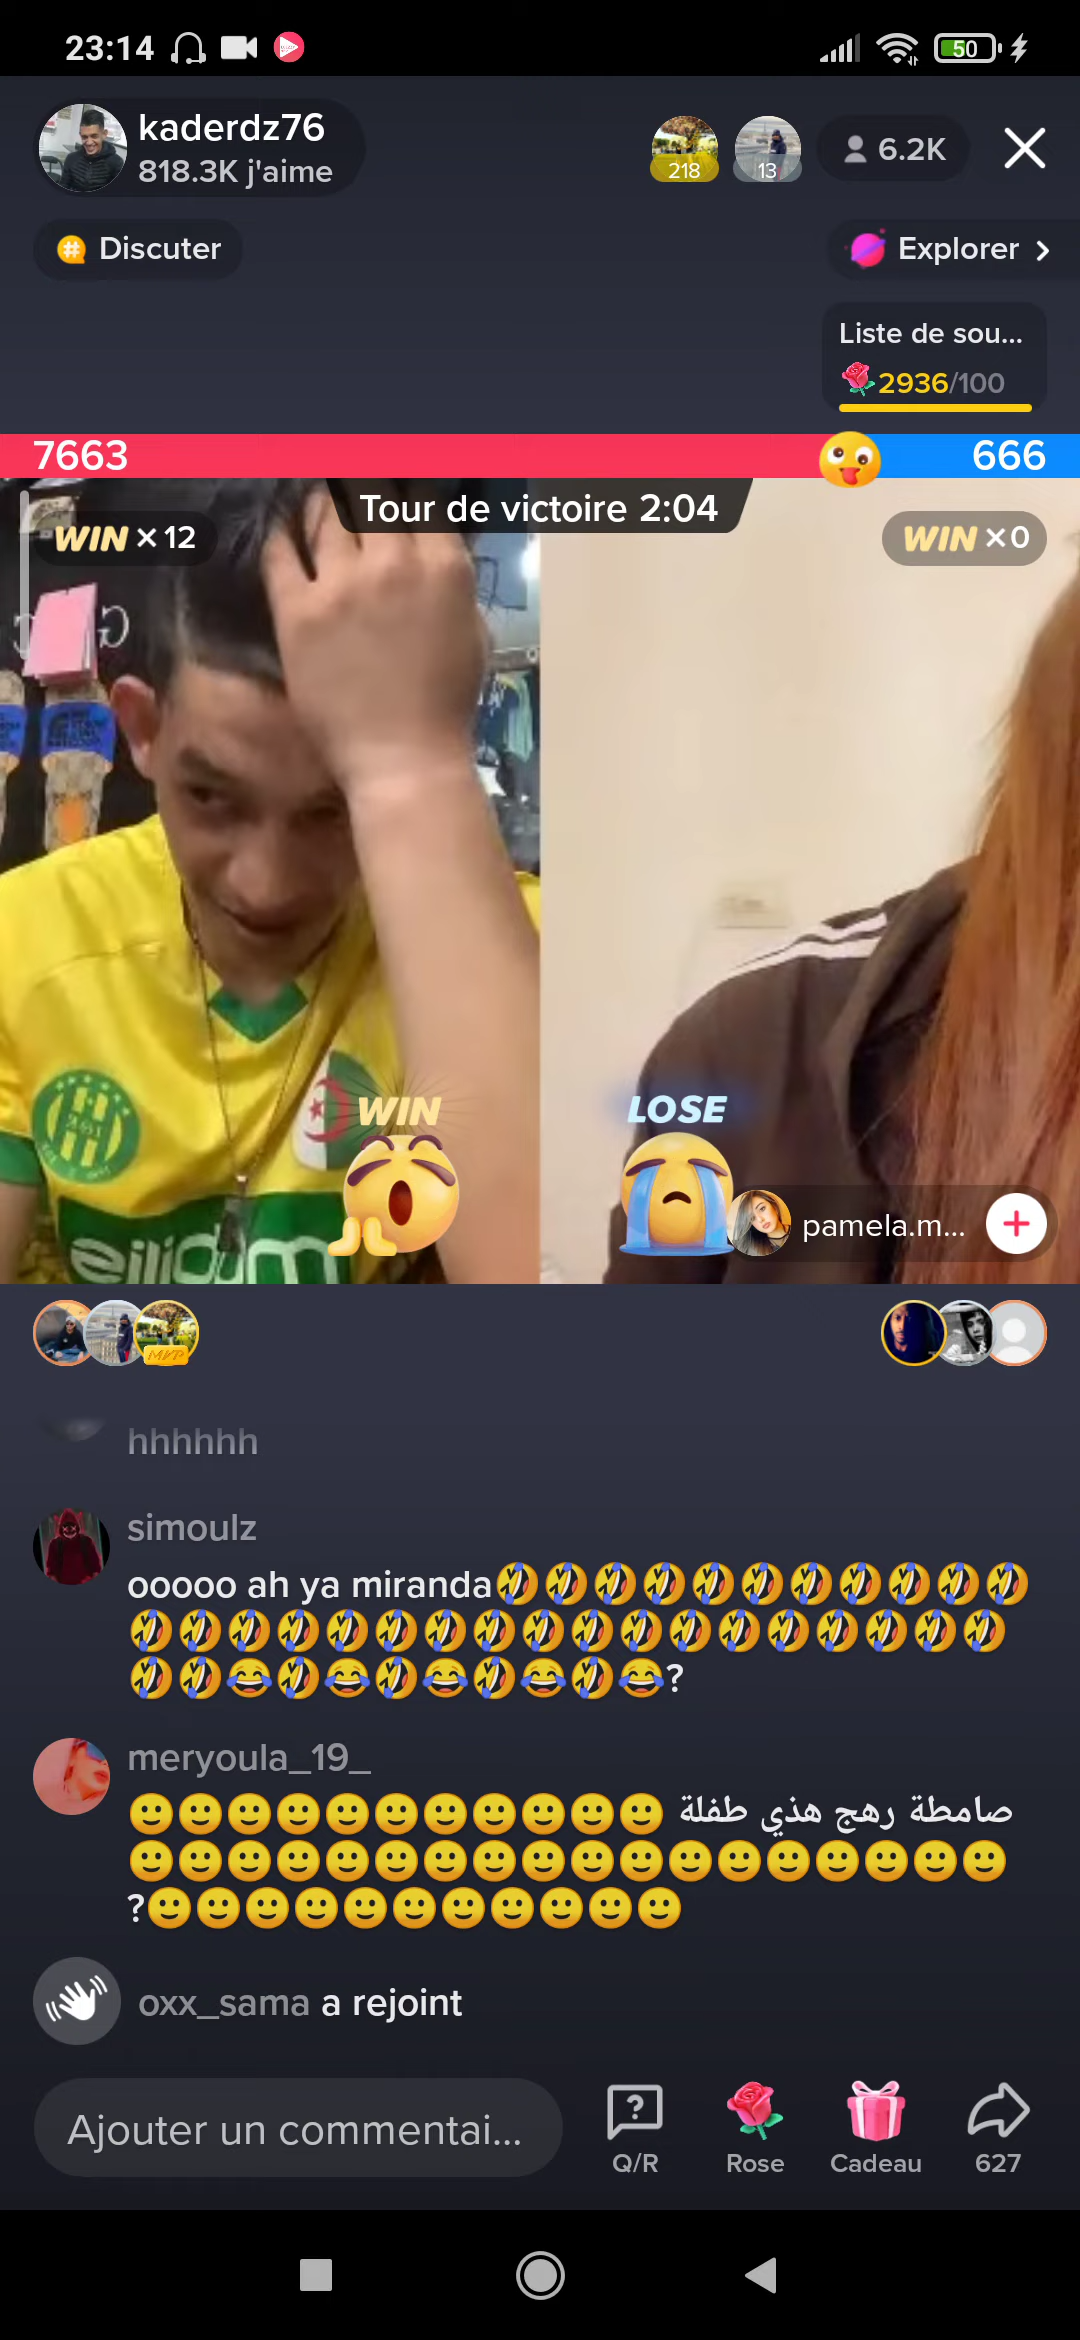 23:14
50
kaderdz76
818.3K j'aime
218
13
6.2K
Discuter
Explorer
Liste de sou...
2936/100
7663
666
Tour de victoire 2:04
WIN × 12
WIN ×0
WIN
LOSE
pamela.m...
MVP
hhhhhh
simoulz
ooooo ah ya miranda🤣🤣🤣🤣🤣🤣🤣🤣🤣🤣🤣
🤣🤣🤣🤣🤣🤣🤣🤣🤣🤣🤣🤣🤣🤣🤣🤣🤣🤣
🤣🤣😂🤣😂🤣😂🤣😂🤣😂?
meryoula_19_
صامطة رهج هذي طفلة 🙂🙂🙂🙂🙂🙂🙂🙂🙂🙂🙂
🙂🙂🙂🙂🙂🙂🙂🙂🙂🙂🙂🙂🙂🙂🙂🙂🙂🙂
?🙂🙂🙂🙂🙂🙂🙂🙂🙂🙂🙂
oxx_sama a rejoint
Ajouter un commentai...
Q/R
Rose
Cadeau
627